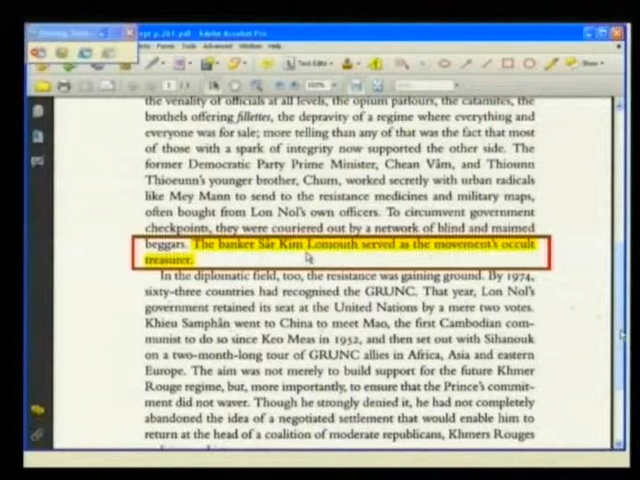 ept p.261.pdf - Adobe Acrobat Pro
Forms Tools Advanced Window Help
Text Edits
Show
the venality of officials at all levels, the opium parlours, the catamites, the
brothels offering fillettes, the depravity of a regime where everything and
everyone was for sale; more telling than any of that was the fact that most
of those with a spark of integrity now supported the other side. The
former Democratic Party Prime Minister, Chean Vâm, and Thiounn
Thioeunn's younger brother, Chum, worked secretly with urban radicals
like Mey Mann to send to the resistance medicines and military maps,
often bought from Lon Nol's own officers. To circumvent government
checkpoints, they were couriered out by a network of blind and maimed
beggars. The banker Sâr Kim Lomouth served as the movement's occult
treasurer.
In the diplomatic field, too, the resistance was gaining ground. By 1974,
sixty-three countries had recognised the GRUNC. That year, Lon Nol's
government retained its seat at the United Nations by a mere two votes.
Khieu Samphân went to China to meet Mao, the first Cambodian com-
munist to do so since Keo Meas in 1952, and then set out with Sihanouk
on a two-month-long tour of GRUNC allies in Africa, Asia and eastern
Europe. The aim was not merely to build support for the future Khmer
Rouge regime, but, more importantly, to ensure that the Prince's commit-
ment did not waver. Though he strongly denied it, he had not completely
abandoned the idea of a negotiated settlement that would enable him to
return at the head of a coalition of moderate republicans, Khmers Rouges